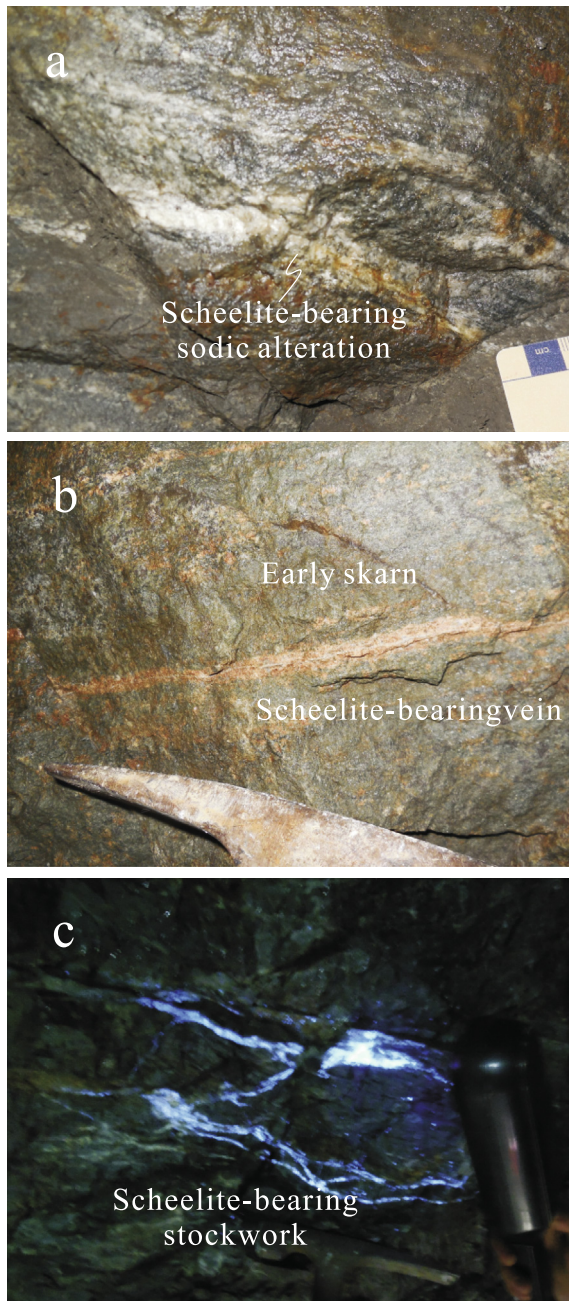 a
Scheelite-bearing
sodic alteration
cm
b
Early skarn
Scheelite-bearingvein
c
Scheelite-bearing
stockwork